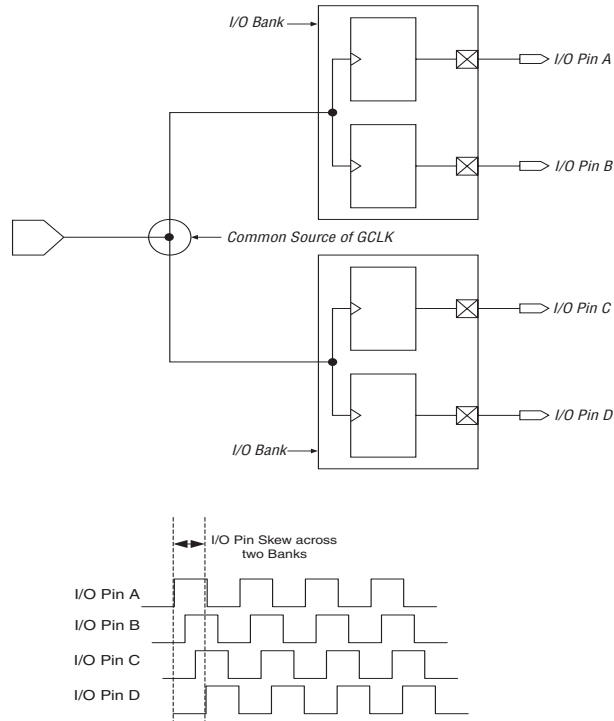 I/O Bank
I/O Pin A
I/O Pin B
Common Source of GCLK
I/O Pin C
I/O Pin D
I/O Bank
I/O Pin Skew across
two Banks
I/O Pin A
I/O Pin B
I/O Pin C
I/O Pin D